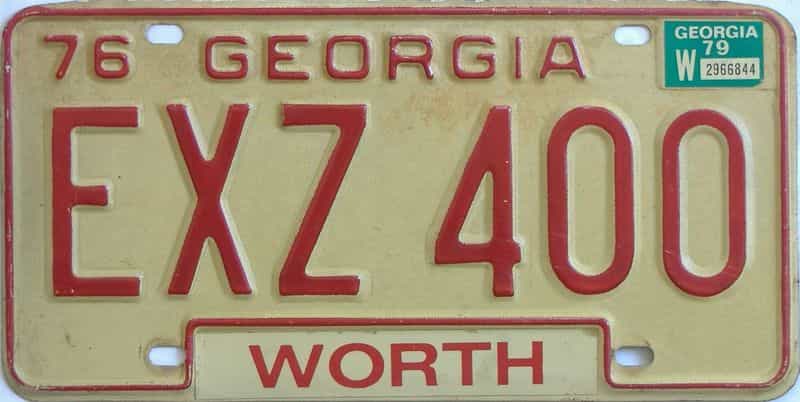 76 GEORGIA
GEORGIA
79
W 2966844
EXZ 400
WORTH